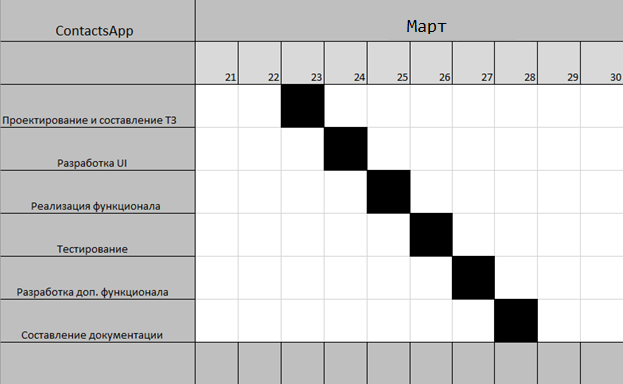 ContactsApp
Март
21 22 23 24 25 26 27 28 29 30
Проектирование и составление ТЗ
Разработка UI
Реализация функционала
Тестирование
Разработка доп. функционала
Составление документации